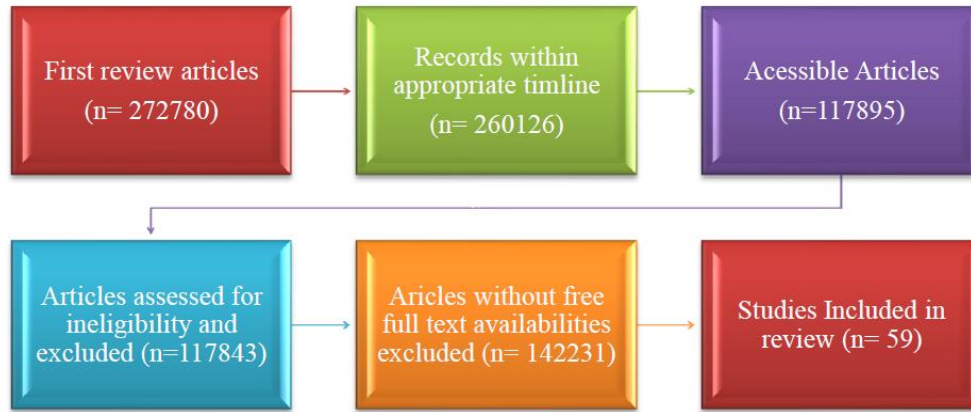 First review articles
(n= 272780)
Records within
appropriate timline
(n= 260126)
Acessible Articles
(n=117895)
Articles assessed for
ineligibility and
excluded (n=117843)
Aricles without free
full text availabilities
excluded (n= 142231)
Studies Included in
review (n= 59)